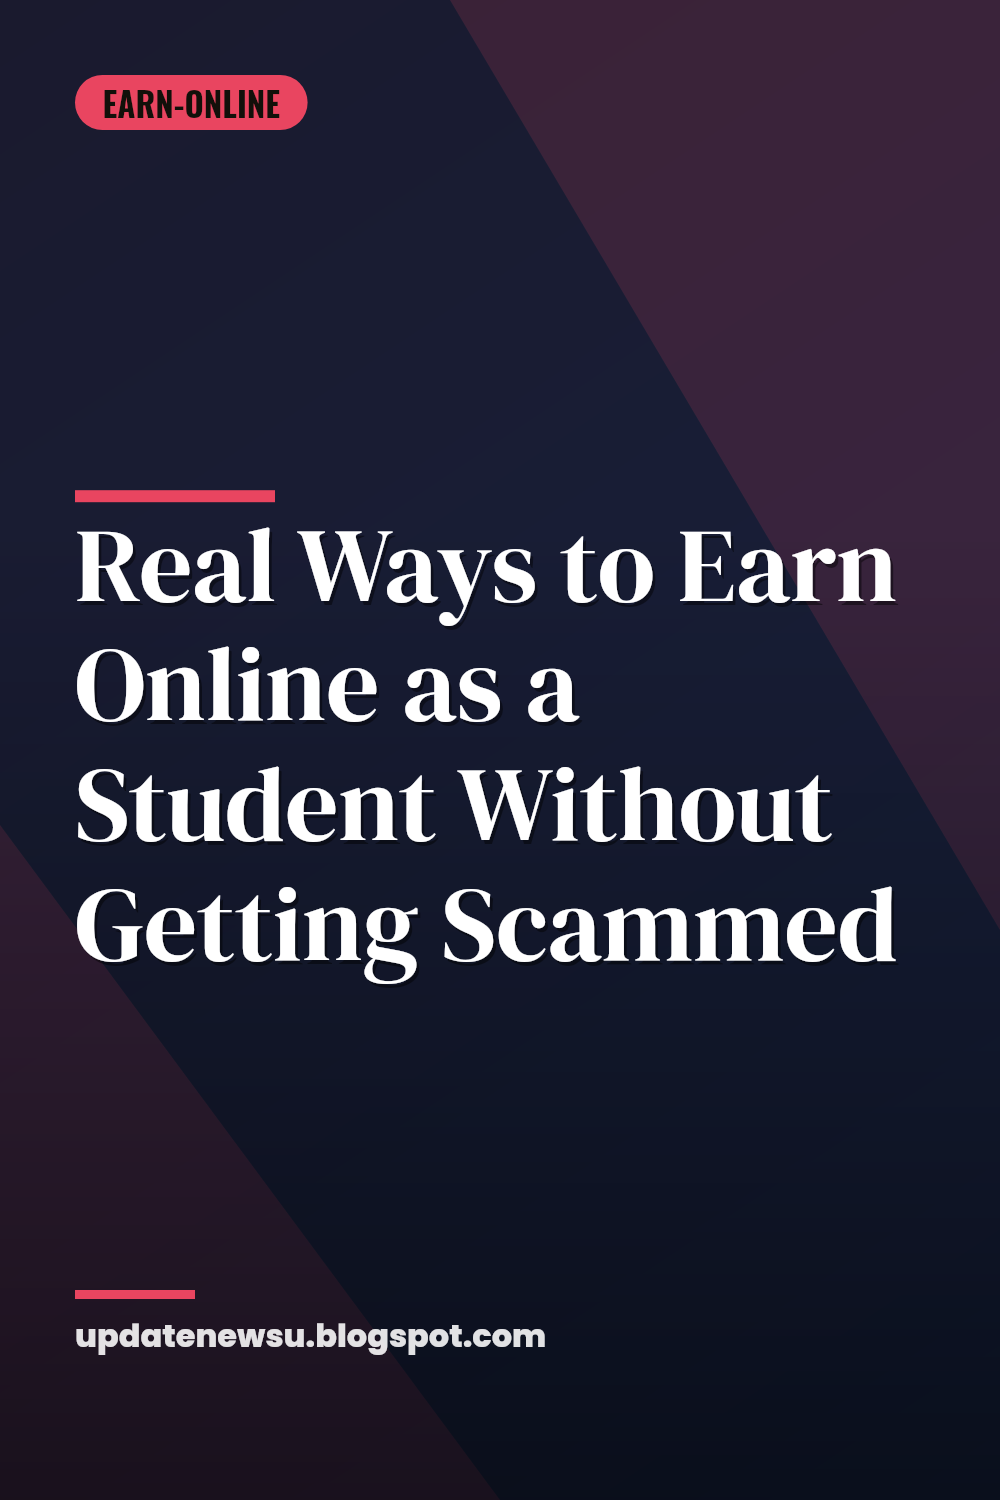 EARN-ONLINE
Real Ways to Earn
Online as a
Student Without
Getting Scammed
updatenewsu.blogspot.com